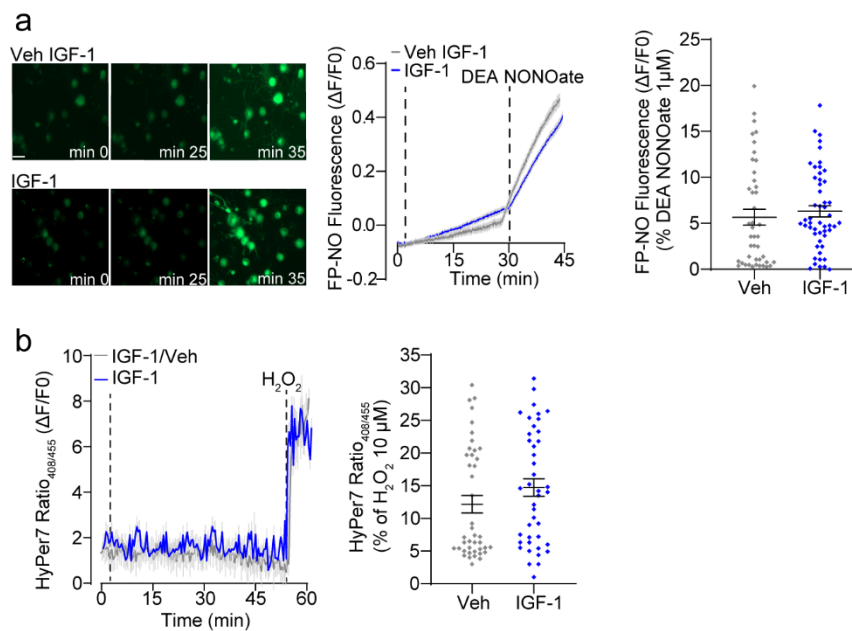 a
Veh IGF-1
min 0
min 25
min 35
IGF-1
min 0
min 25
min 35
FP-NO Fluorescence (ΔF/F0)
0.6
0.4
0.2
0.0
-0.2
Veh IGF-1
IGF-1
DEA NONOate
0
15
30
45
Time (min)
FP-NO Fluorescence (ΔF/F0)
(% DEA NONOate 1µM)
25
20
15
10
5
0
Veh
IGF-1
b
HyPer7 Ratio408/455 (ΔF/F0)
10
8
6
4
2
0
IGF-1/Veh
IGF-1
H2O2
0
15
30
45
60
Time (min)
HyPer7 Ratio408/455
(% of H2O2 10 µM)
35
30
25
20
15
10
5
0
Veh
IGF-1